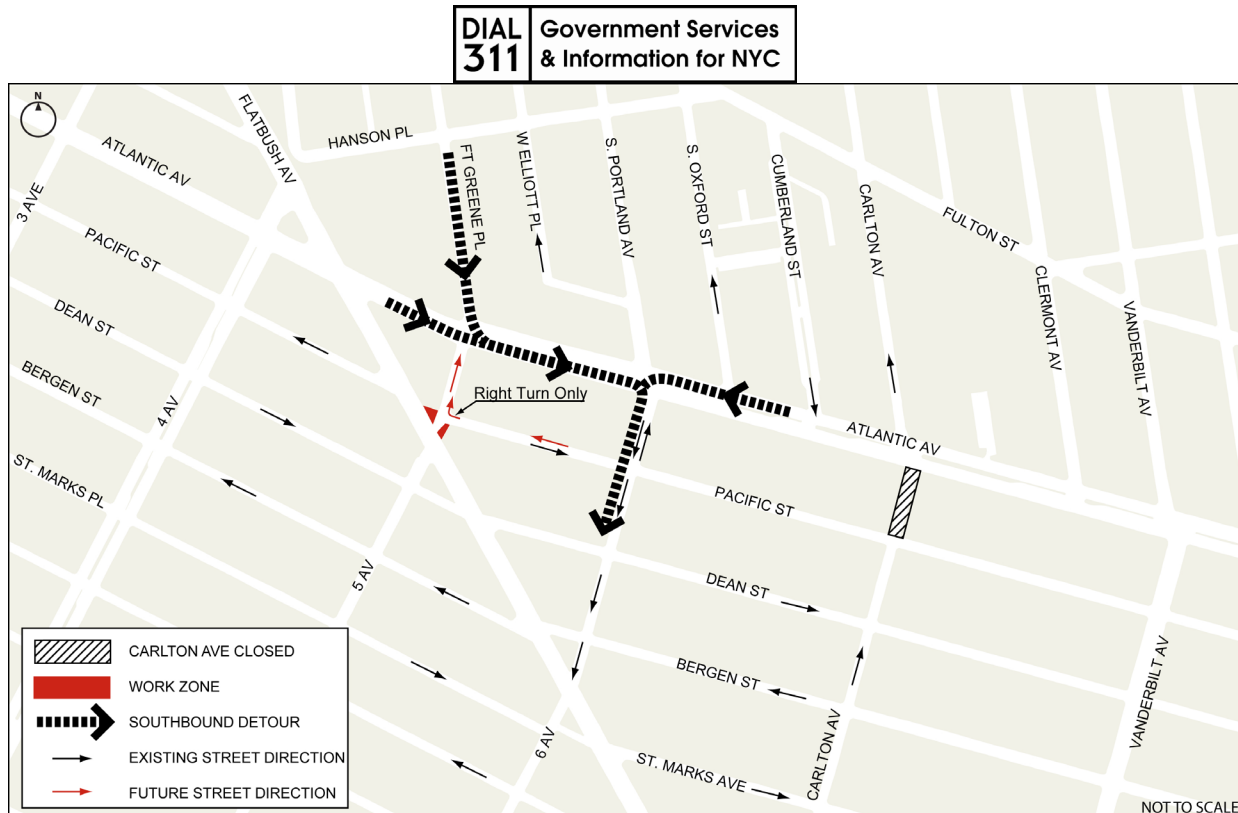 DIAL
311
Government Services
& Information for NYC
N
HANSON PL
FLATBUSH AV
ATLANTIC AV
3 AVE
FT GREENE PL
W ELLIOTT PL
S. PORTLAND AV
S. OXFORD ST
CUMBERLAND ST
CARLTON AV
FULTON ST
CLERMONT AV
VANDERBILT AV
PACIFIC ST
DEAN ST
BERGEN ST
4 AV
ST. MARKS PL
Right Turn Only
ATLANTIC AV
PACIFIC ST
5 AV
DEAN ST
BERGEN ST
6 AV
ST. MARKS AVE
CARLTON AV
VANDERBILT AV
CARLTON AVE CLOSED
WORK ZONE
SOUTHBOUND DETOUR
EXISTING STREET DIRECTION
FUTURE STREET DIRECTION
NOT TO SCALE